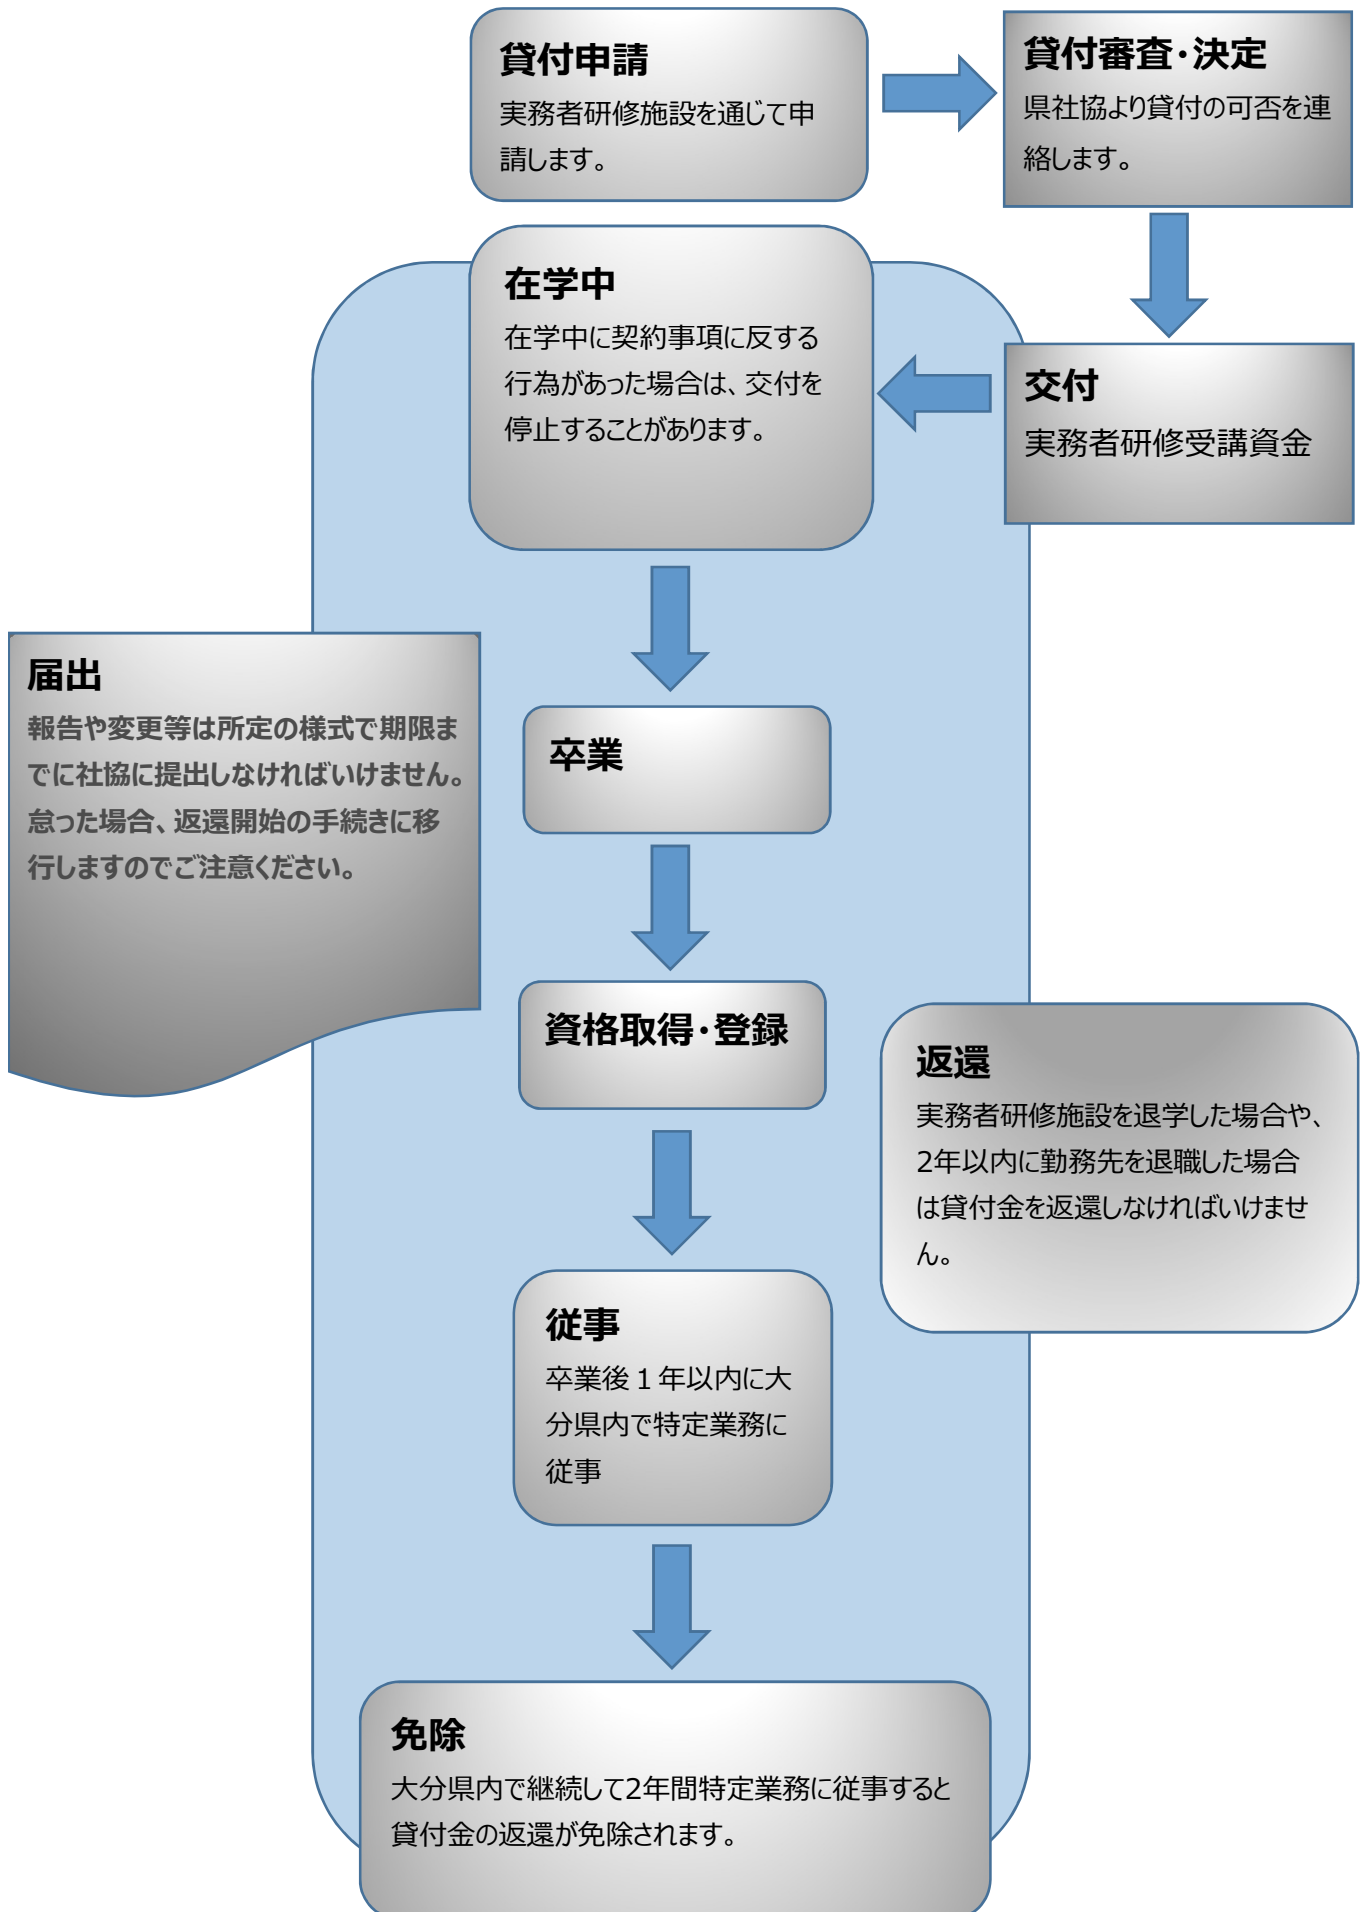 貸付申請
実務者研修施設を通じて申
請します。
貸付審査・決定
県社協より貸付の可否を連
絡します。
在学中
在学中に契約事項に反する
行為があった場合は、交付を
停止することがあります。
交付
実務者研修受講資金
届出
報告や変更等は所定の様式で期限ま
でに社協に提出しなければいけません。
怠った場合、返還開始の手続きに移
行しますのでご注意ください。
卒業
資格取得・登録
返還
実務者研修施設を退学した場合や、
2年以内に勤務先を退職した場合
は貸付金を返還しなければいけませ
ん。
従事
卒業後１年以内に大
分県内で特定業務に
従事
免除
大分県内で継続して2年間特定業務に従事すると
貸付金の返還が免除されます。